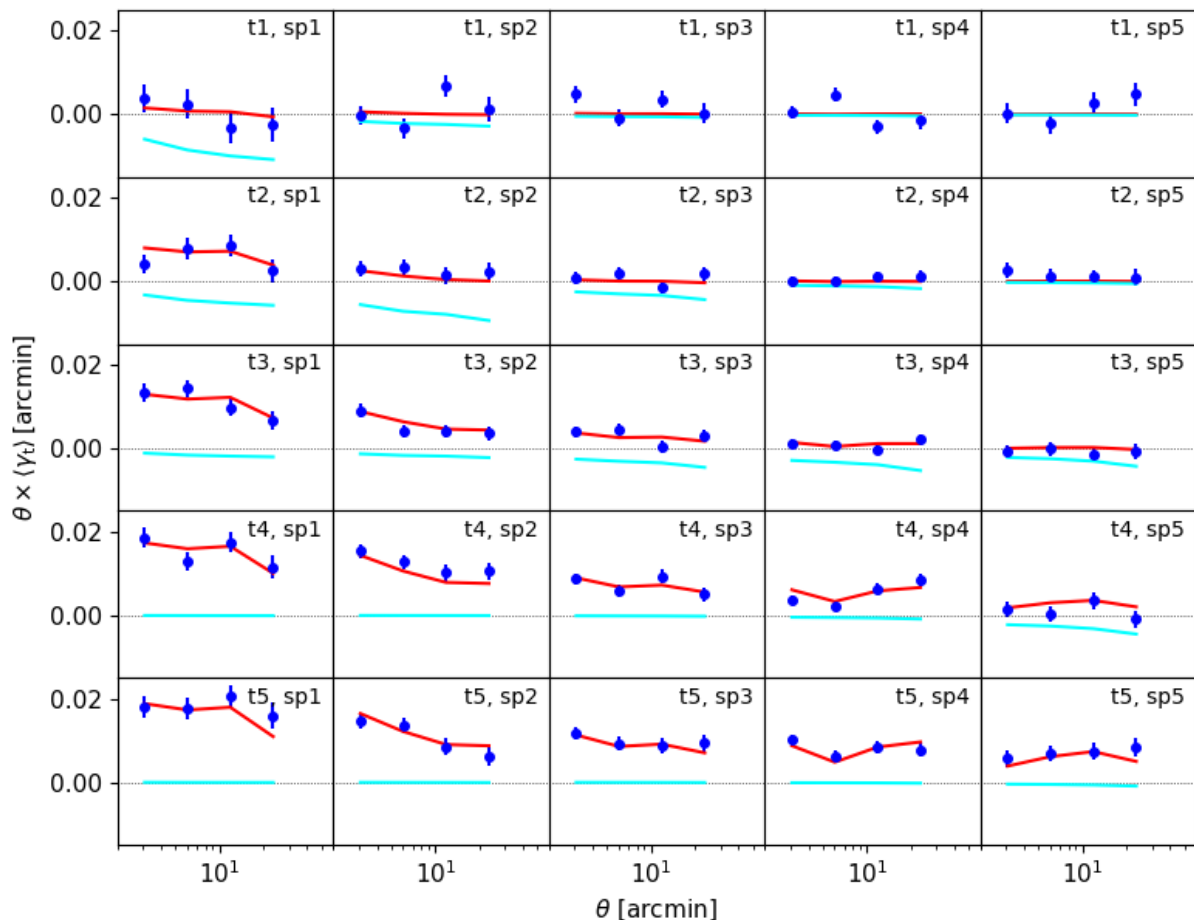 0.02 t1, sp1 t1, sp2 t1, sp3 t1, sp4 t1, sp5
0.00
0.02 t2, sp1 t2, sp2 t2, sp3 t2, sp4 t2, sp5
0.00
0.02 t3, sp1 t3, sp2 t3, sp3 t3, sp4 t3, sp5
0.00
0.02 t4, sp1 t4, sp2 t4, sp3 t4, sp4 t4, sp5
0.00
0.02 t5, sp1 t5, sp2 t5, sp3 t5, sp4 t5, sp5
0.00
θ × ⟨γt⟩ [arcmin]
10¹ 10¹ 10¹ 10¹ 10¹
θ [arcmin]